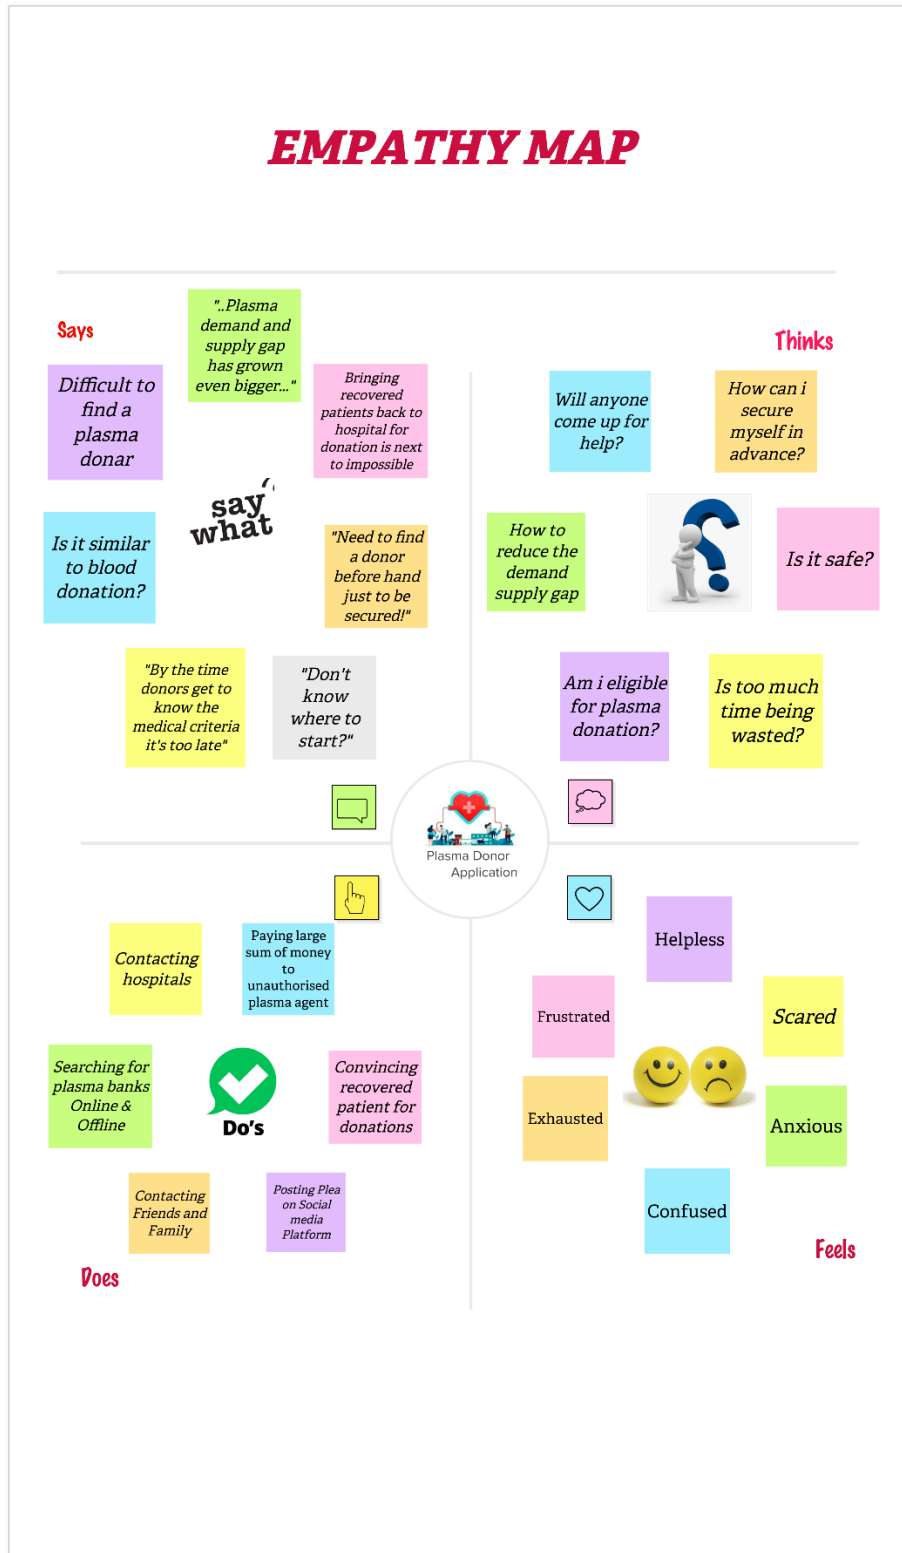 EMPATHY MAP
Says
"..Plasma
demand and
supply gap
has grown
even bigger..."
Difficult to
find a
plasma
donar
Bringing
recovered
patients back to
hospital for
donation is next
to impossible
say
what
Is it similar
to blood
donation?
"Need to find
a donor
before hand
just to be
secured!"
"By the time
donors get to
know the
medical criteria
it's too late"
"Don't
know
where to
start?"
Thinks
Will anyone
come up for
help?
How can i
secure
myself in
advance?
How to
reduce the
demand
supply gap
Is it safe?
Am i eligible
for plasma
donation?
Is too much
time being
wasted?
Plasma Donor
Application
Contacting
hospitals
Paying large
sum of money
to
unauthorised
plasma agent
Searching for
plasma banks
Online &
Offline
Do's
Convincing
recovered
patient for
donations
Contacting
Friends and
Family
Posting Plea
on Social
media
Platform
Does
Helpless
Frustrated
Scared
Exhausted
Anxious
Confused
Feels